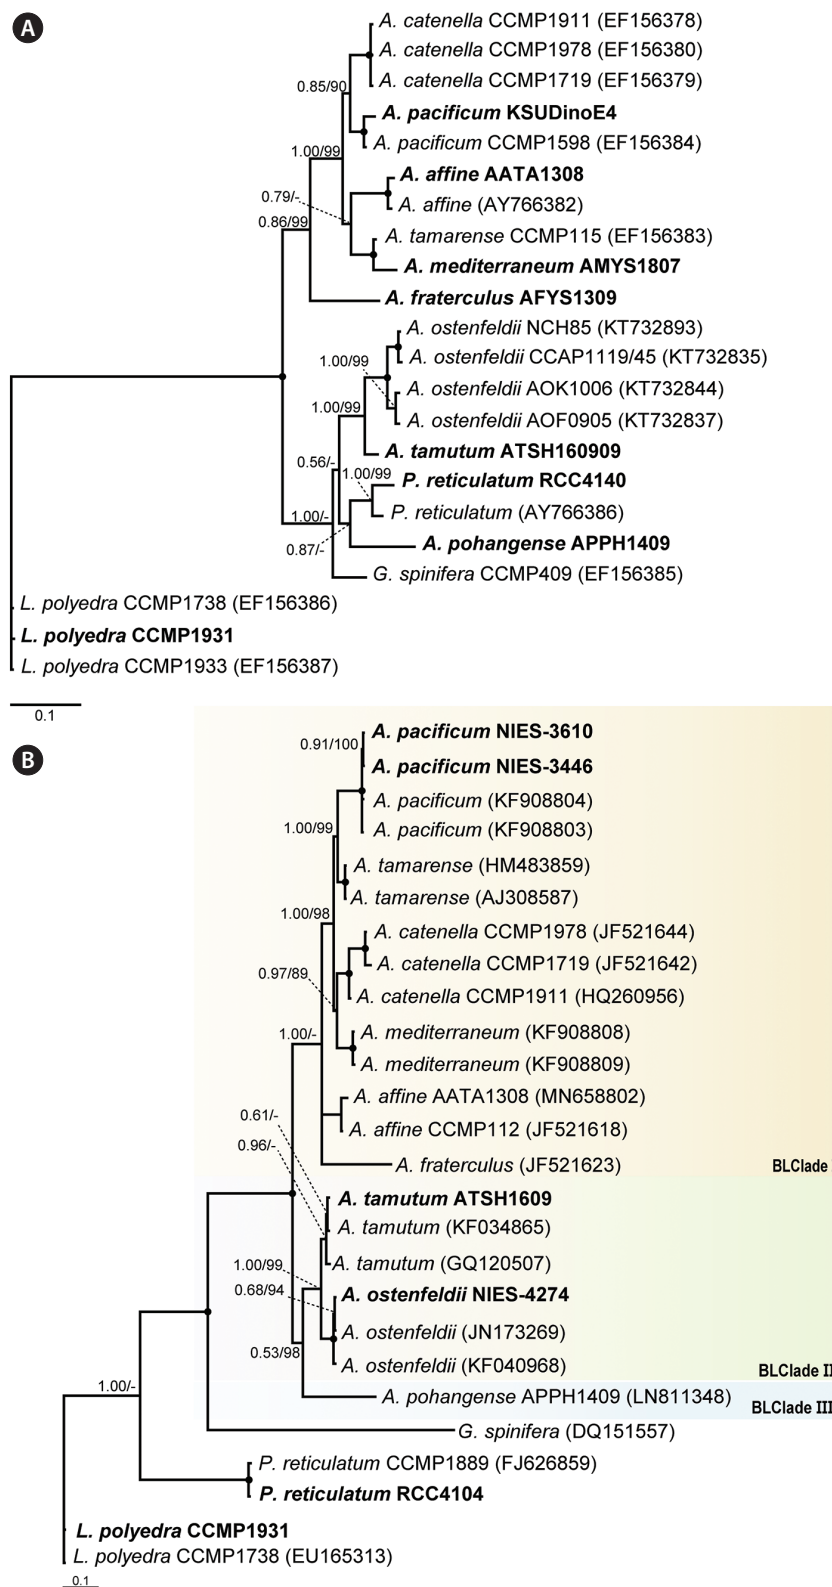 A
A. catenella CCMP1911 (EF156378)
A. catenella CCMP1978 (EF156380)
A. catenella CCMP1719 (EF156379)
0.85/90
A. pacificum KSUDinoE4
A. pacificum CCMP1598 (EF156384)
1.00/99
A. affine AATA1308
0.79/-
A. affine (AY766382)
0.86/99
A. tamarense CCMP115 (EF156383)
A. mediterraneum AMYS1807
A. fraterculus AFYS1309
A. ostenfeldii NCH85 (KT732893)
A. ostenfeldii CCAP1119/45 (KT732835)
1.00/99
A. ostenfeldii AOK1006 (KT732844)
1.00/99
A. ostenfeldii AOF0905 (KT732837)
A. tamutum ATSH160909
0.56/-
1.00/99
P. reticulatum RCC4140
P. reticulatum (AY766386)
1.00/-
A. pohangense APPH1409
0.87/-
G. spinifera CCMP409 (EF156385)
L. polyedra CCMP1738 (EF156386)
L. polyedra CCMP1931
L. polyedra CCMP1933 (EF156387)
0.1
B
A. pacificum NIES-3610
0.91/100
A. pacificum NIES-3446
A. pacificum (KF908804)
1.00/99
A. pacificum (KF908803)
A. tamarense (HM483859)
A. tamarense (AJ308587)
1.00/98
A. catenella CCMP1978 (JF521644)
A. catenella CCMP1719 (JF521642)
0.97/89
A. catenella CCMP1911 (HQ260956)
1.00/-
A. mediterraneum (KF908808)
A. mediterraneum (KF908809)
A. affine AATA1308 (MN658802)
0.61/-
A. affine CCMP112 (JF521618)
0.96/-
A. fraterculus (JF521623)
BLClade
A. tamutum ATSH1609
A. tamutum (KF034865)
A. tamutum (GQ120507)
1.00/99
0.68/94
A. ostenfeldii NIES-4274
A. ostenfeldii (JN173269)
0.53/98
A. ostenfeldii (KF040968)
BLClade II
1.00/-
A. pohangense APPH1409 (LN811348)
BLClade III
G. spinifera (DQ151557)
P. reticulatum CCMP1889 (FJ626859)
P. reticulatum RCC4104
L. polyedra CCMP1931
L. polyedra CCMP1738 (EU165313)
0.1